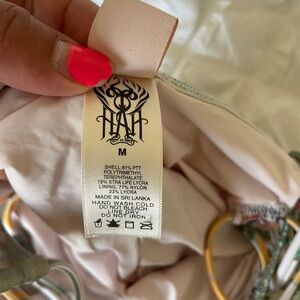 HAH
M
SHELL: 81% PTT
POLYTRIMETHYL
TEREPHTHALATE
19% XTRA LIFE LYCRA
LINING: 77% NYLON
23% LYCRA
MADE IN SRI LANKA
HAND WASH COLD
DO NOT BLEACH
LINE DRY
DO NOT IRON